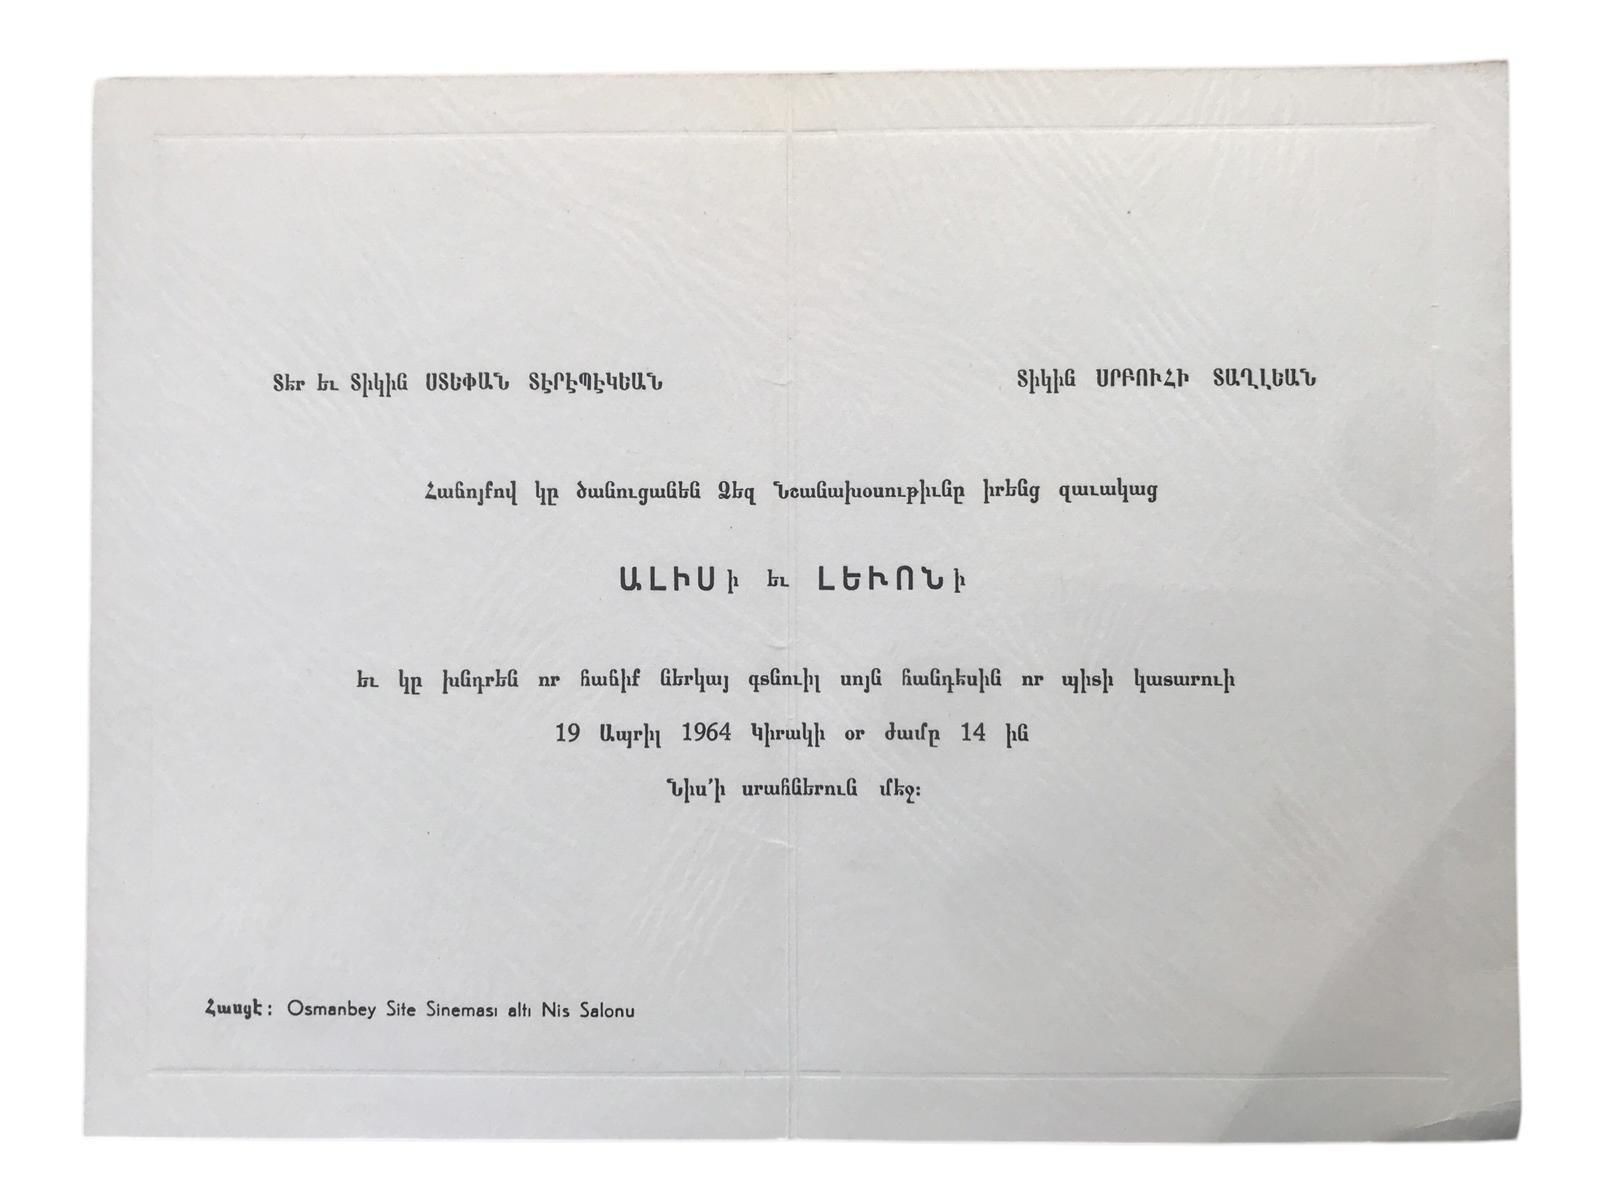 Տէր եւ Տիկին ՍՏԵՓԱՆ ՏԷՐԷՊԷԿԵԱՆ
Տիկին ՍՐԲՈՒՀԻ ՏԱՂԼԵԱՆ
Հաճոյքով կը ծանուցանեն Ձեզ Նշանախօսութիւնը իրենց զաւակաց
ԱԼԻՍի եւ ԼԵՒՈՆի
եւ կը խնդրեն որ հաճիք ներկայ գտնուիլ սոյն հանդէսին որ պիտի կատարուի
19 Ապրիլ 1964 Կիրակի օր ժամը 14 ին
Նիս՚ի սրահներուն մէջ։
Հասցէ : Osmanbey Site Sineması altı Nis Salonu